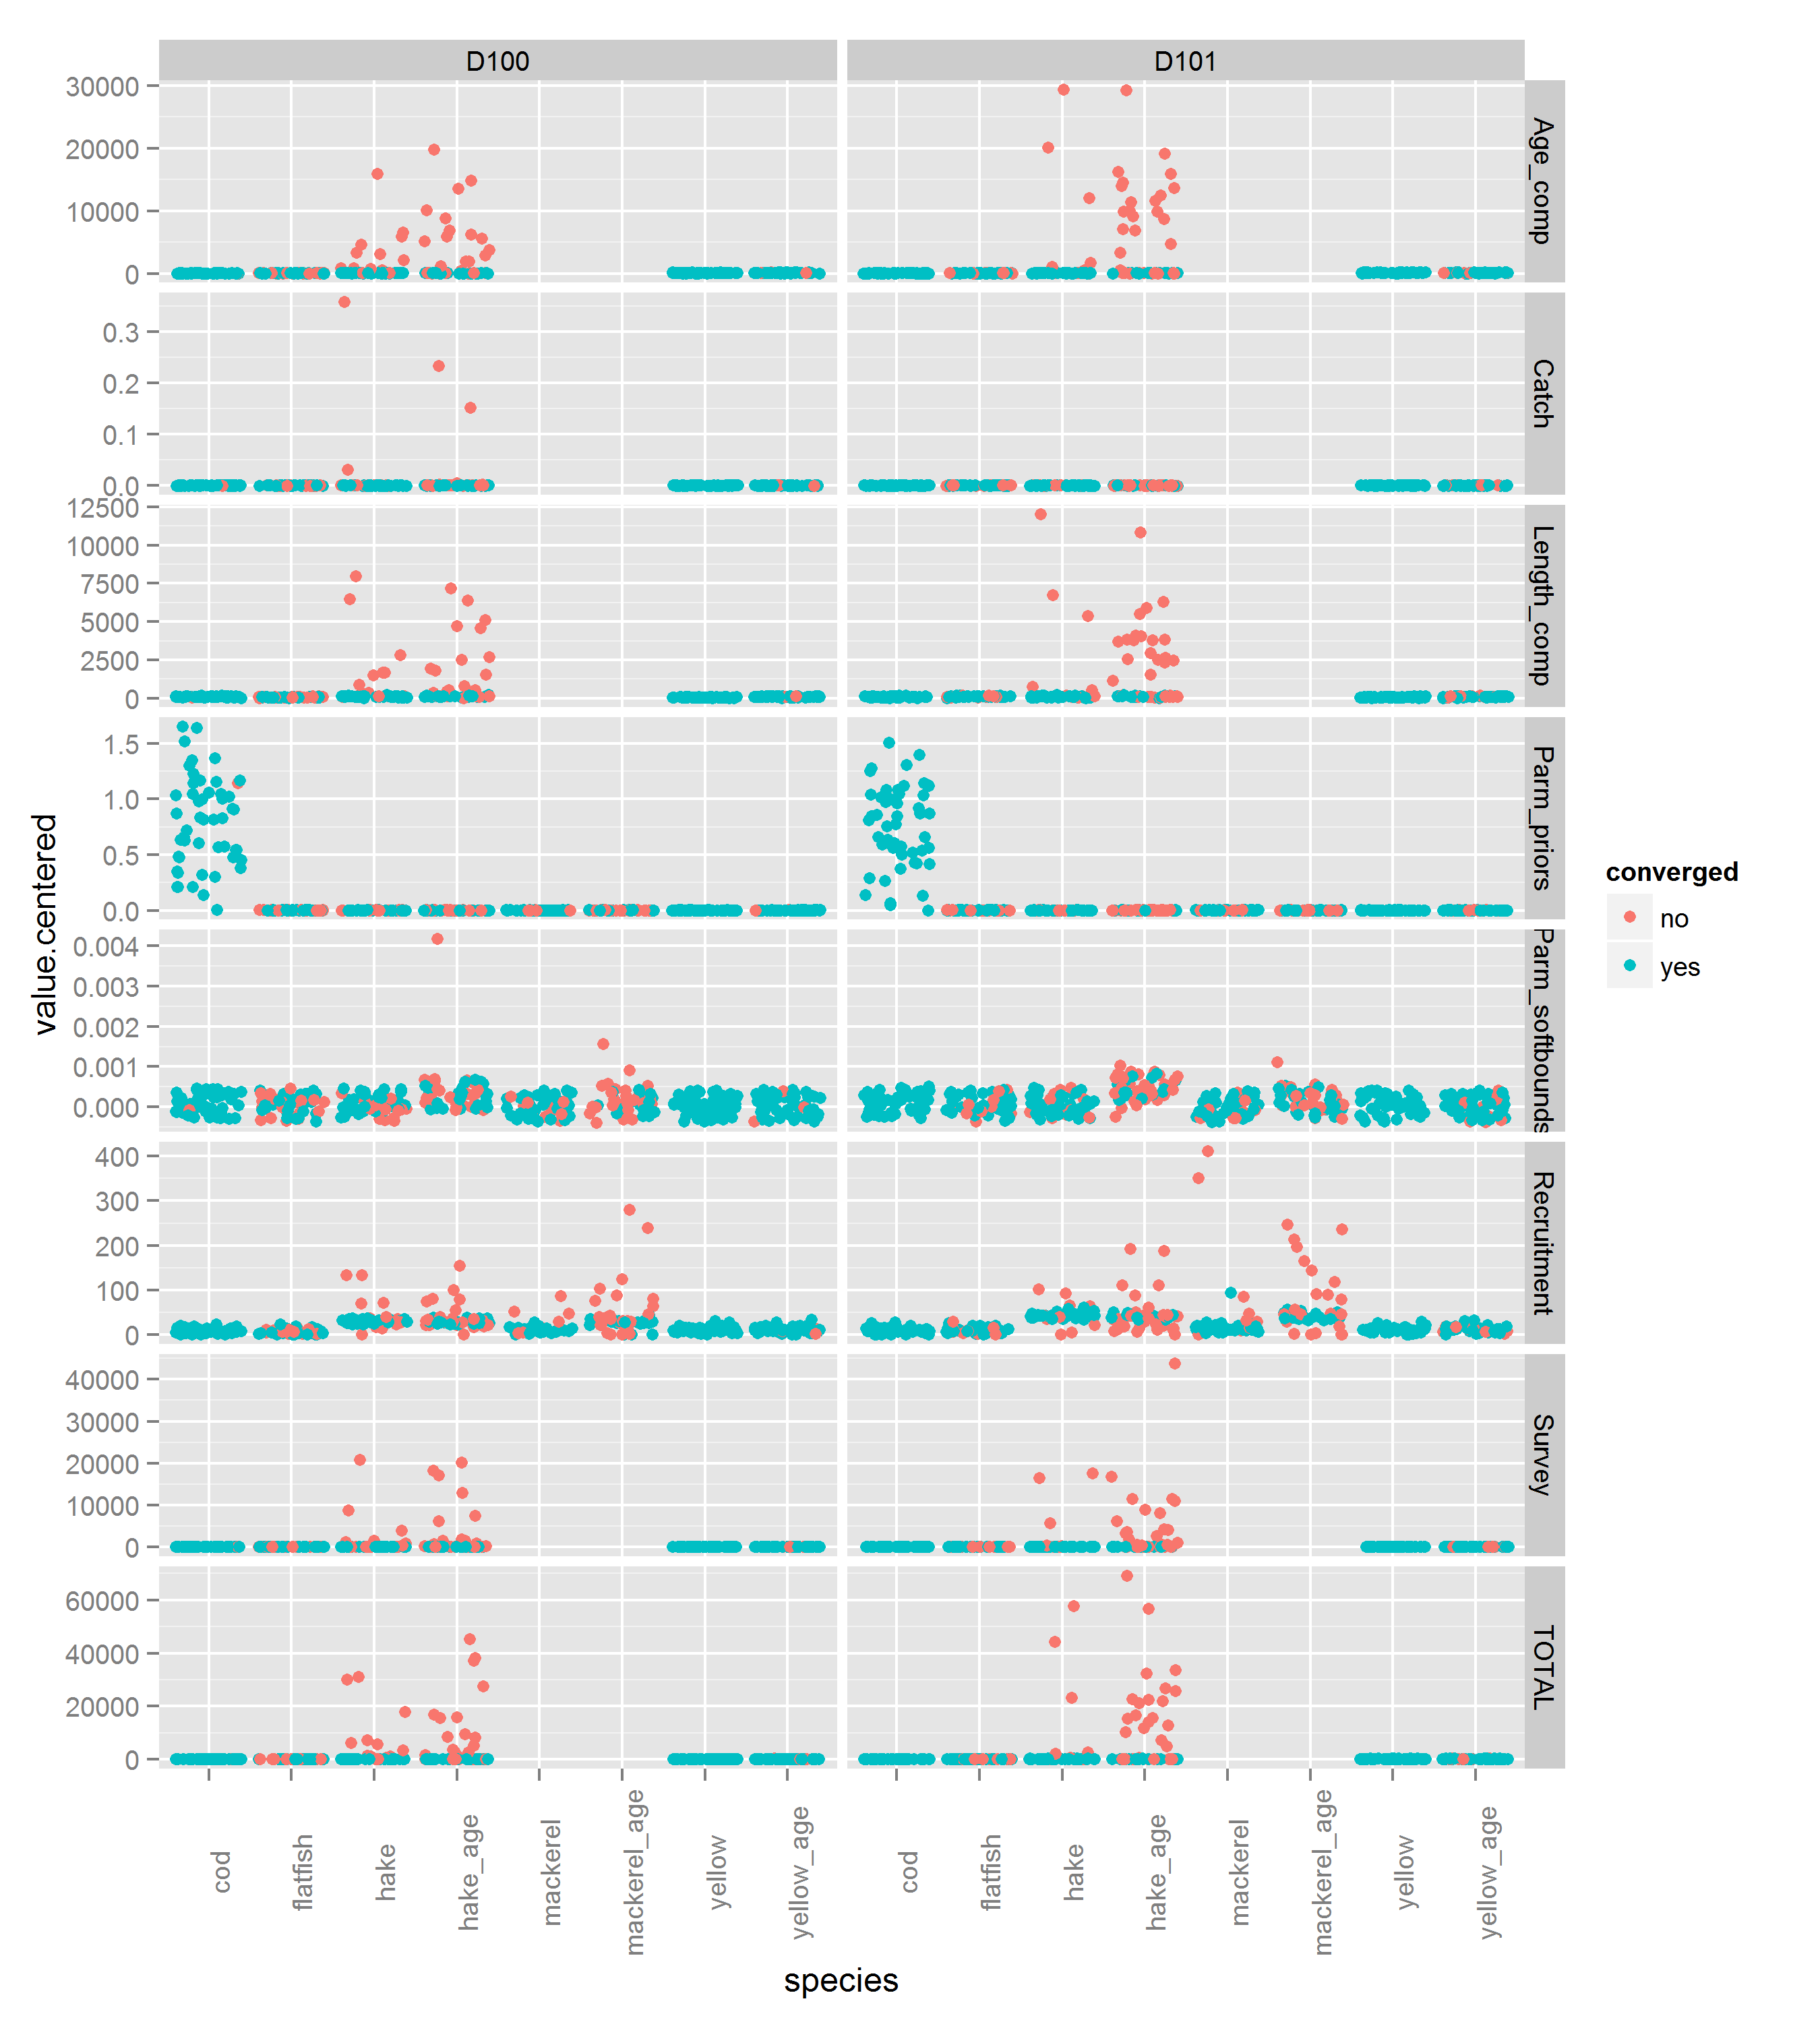 D100 D101
30000
20000
10000
0
Age_comp
0.3
0.2
0.1
0.0
Catch
12500
10000
7500
5000
2500
0
Length_comp
1.5
1.0
0.5
0.0
Parm_priors
0.004
0.003
0.002
0.001
0.000
Parm_softbounds
400
300
200
100
0
Recruitment
40000
30000
20000
10000
0
Survey
60000
40000
20000
0
TOTAL
value.centered
cod flatfish hake hake_age mackerel mackerel_age yellow yellow_age cod flatfish hake hake_age mackerel mackerel_age yellow yellow_age
species
converged
no
yes